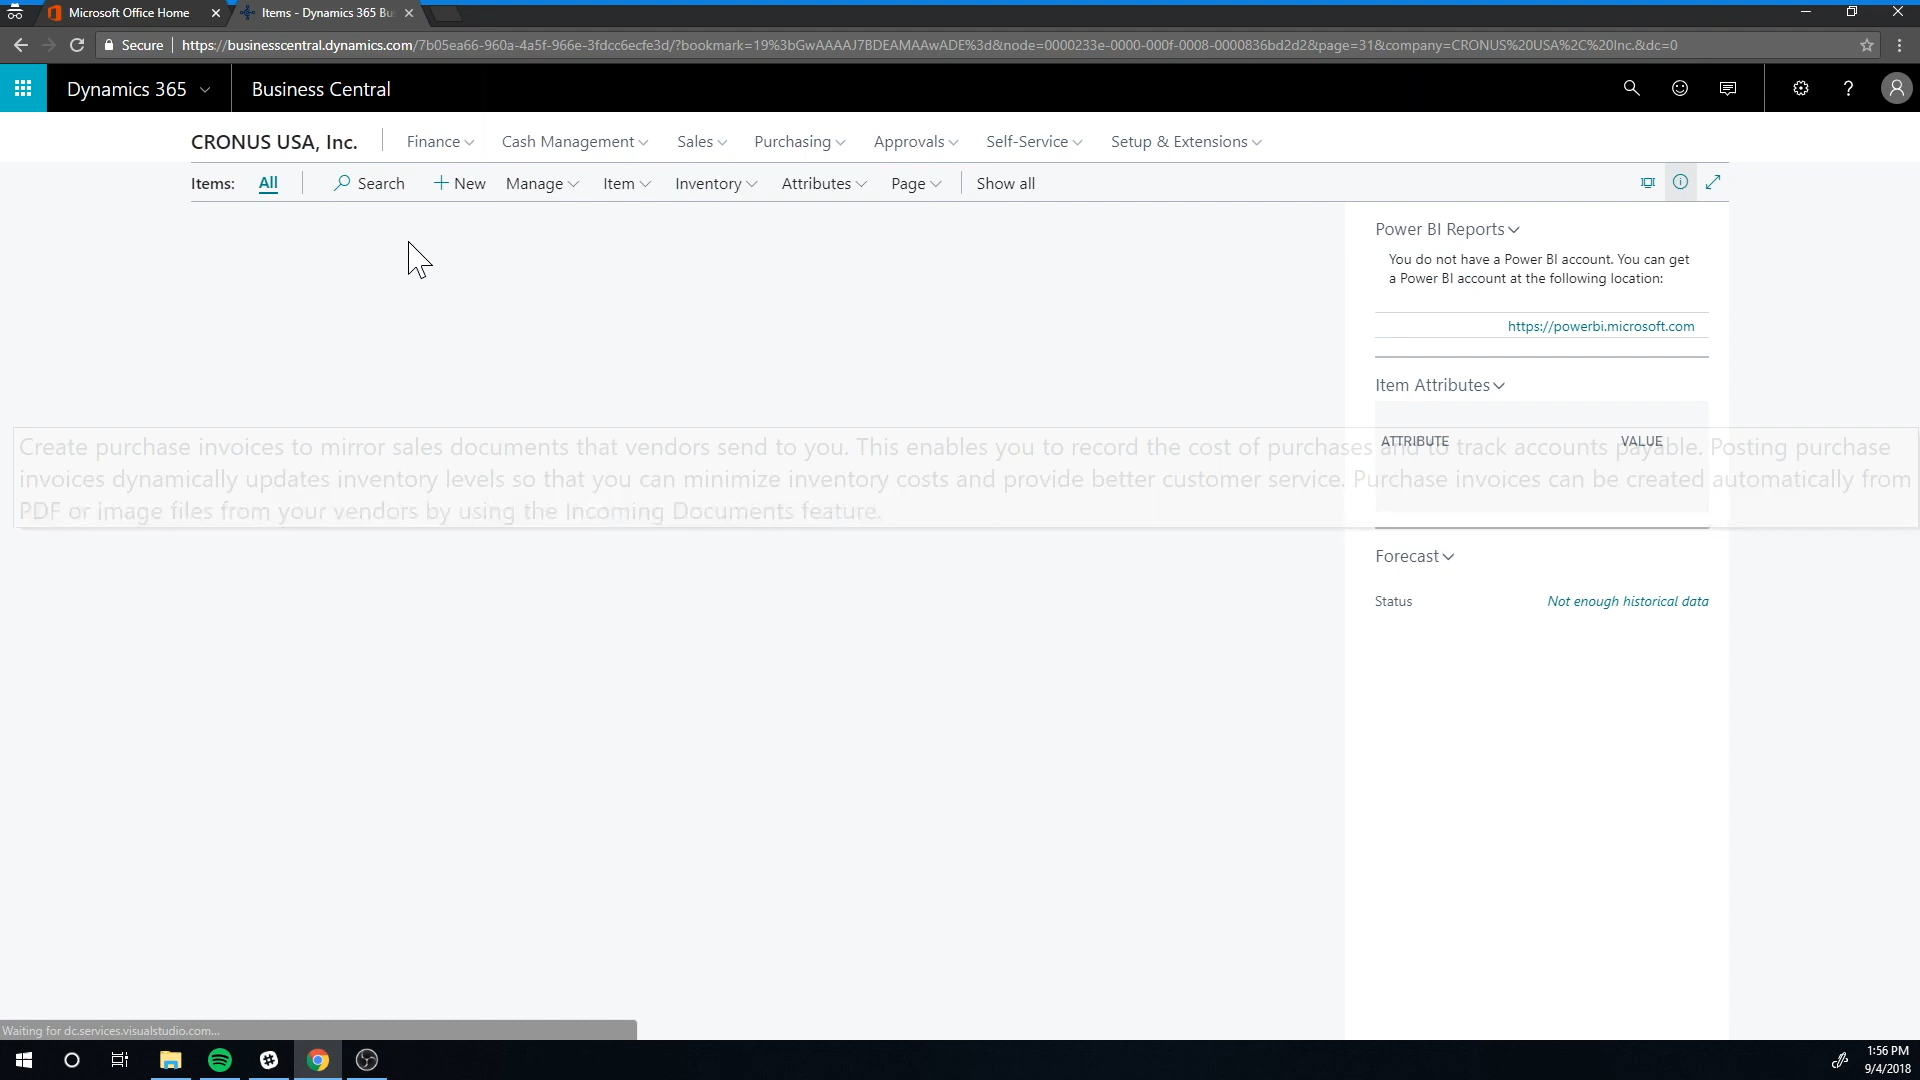 Microsoft Office Home
Items - Dynamics 365 Bu
Secure
https://businesscentral.dynamics.com/7b05ea66-960a-4a5f-966e-3fdcc6ecfe3d/?bookmark=19%3bGwAAAAJ7BDEAMAAwADE%3d&node=0000233e-0000-000f-0008-0000836bd2d2&page=31&company=CRONUS%20USA%2C%20Inc.&dc=0
Dynamics 365 Business Central ?
CRONUS USA, Inc. Finance Cash Management Sales Purchasing Approvals Self-Service Setup & Extensions
Items: All Search + New Manage Item Inventory Attributes Page Show all
Power BI Reports
You do not have a Power BI account. You can get
a Power BI account at the following location:
https://powerbi.microsoft.com
Item Attributes
ATTRIBUTE VALUE
Create purchase invoices to mirror sales documents that vendors send to you. This enables you to record the cost of purchases and to track accounts payable. Posting purchase
invoices dynamically updates inventory levels so that you can minimize inventory costs and provide better customer service. Purchase invoices can be created automatically from
PDF or image files from your vendors by using the Incoming Documents feature.
Forecast
Status Not enough historical data
Waiting for dc.services.visualstudio.com...
1:56 PM
9/4/2018